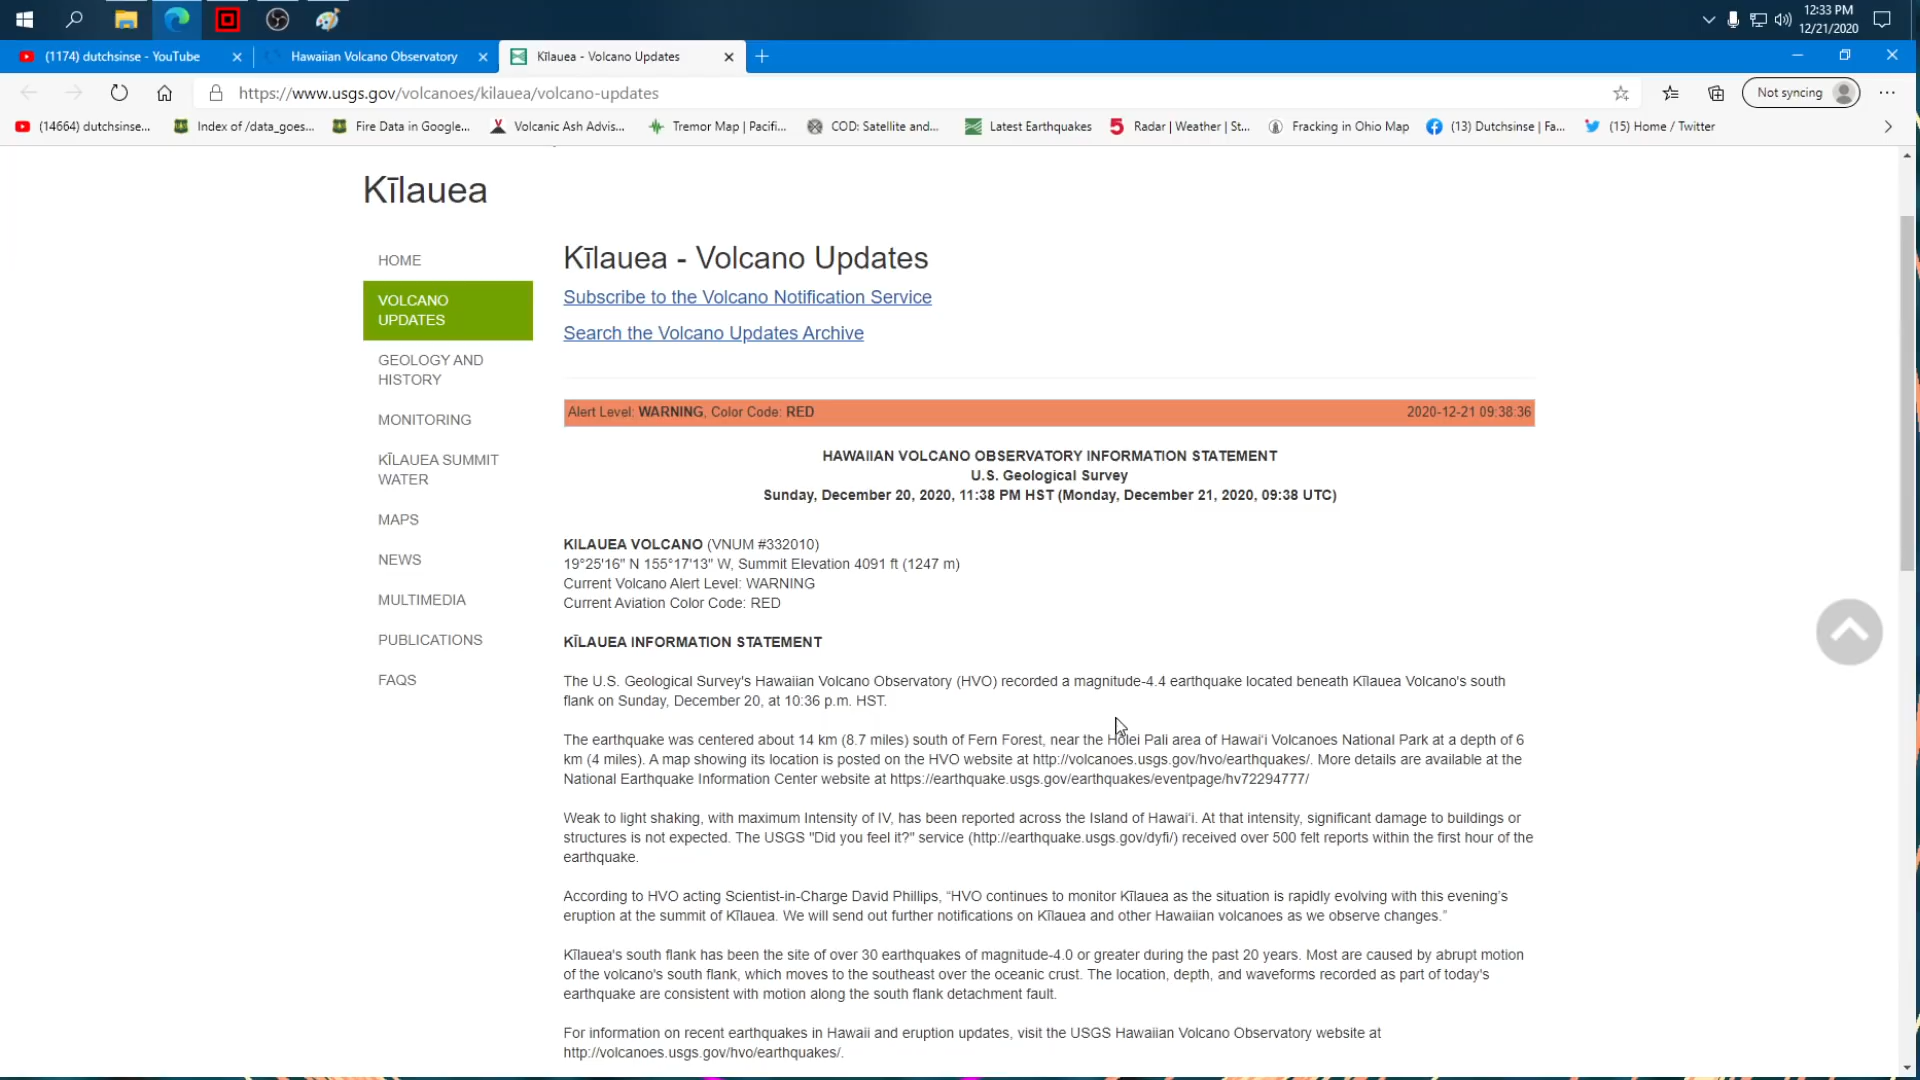 12:33 PM
12/21/2020
(1174) dutchsinse - YouTube
Hawaiian Volcano Observatory
Kīlauea - Volcano Updates
https://www.usgs.gov/volcanoes/kilauea/volcano-updates
Not syncing
(14664) dutchsinse...
Index of /data_goes...
Fire Data in Google...
Volcanic Ash Advis...
Tremor Map | Pacifi...
COD: Satellite and...
Latest Earthquakes
5 Radar | Weather | St...
Fracking in Ohio Map
(13) Dutchsinse | Fa...
(15) Home / Twitter
Kīlauea
HOME
VOLCANO
UPDATES
GEOLOGY AND
HISTORY
MONITORING
KĪLAUEA SUMMIT
WATER
MAPS
NEWS
MULTIMEDIA
PUBLICATIONS
FAQS
Kīlauea - Volcano Updates
Subscribe to the Volcano Notification Service
Search the Volcano Updates Archive
Alert Level: WARNING, Color Code: RED 2020-12-21 09:38:36
HAWAIIAN VOLCANO OBSERVATORY INFORMATION STATEMENT
U.S. Geological Survey
Sunday, December 20, 2020, 11:38 PM HST (Monday, December 21, 2020, 09:38 UTC)
KILAUEA VOLCANO (VNUM #332010)
19°25'16" N 155°17'13" W, Summit Elevation 4091 ft (1247 m)
Current Volcano Alert Level: WARNING
Current Aviation Color Code: RED
KĪLAUEA INFORMATION STATEMENT
The U.S. Geological Survey's Hawaiian Volcano Observatory (HVO) recorded a magnitude-4.4 earthquake located beneath Kīlauea Volcano's south
flank on Sunday, December 20, at 10:36 p.m. HST.
The earthquake was centered about 14 km (8.7 miles) south of Fern Forest, near the Hōlei Pali area of Hawaiʻi Volcanoes National Park at a depth of 6
km (4 miles). A map showing its location is posted on the HVO website at http://volcanoes.usgs.gov/hvo/earthquakes/. More details are available at the
National Earthquake Information Center website at https://earthquake.usgs.gov/earthquakes/eventpage/hv72294777/
Weak to light shaking, with maximum Intensity of IV, has been reported across the Island of Hawaiʻi. At that intensity, significant damage to buildings or
structures is not expected. The USGS "Did you feel it?" service (http://earthquake.usgs.gov/dyfi/) received over 500 felt reports within the first hour of the
earthquake.
According to HVO acting Scientist-in-Charge David Phillips, “HVO continues to monitor Kīlauea as the situation is rapidly evolving with this evening’s
eruption at the summit of Kīlauea. We will send out further notifications on Kīlauea and other Hawaiian volcanoes as we observe changes.”
Kīlauea's south flank has been the site of over 30 earthquakes of magnitude-4.0 or greater during the past 20 years. Most are caused by abrupt motion
of the volcano's south flank, which moves to the southeast over the oceanic crust. The location, depth, and waveforms recorded as part of today's
earthquake are consistent with motion along the south flank detachment fault.
For information on recent earthquakes in Hawaii and eruption updates, visit the USGS Hawaiian Volcano Observatory website at
http://volcanoes.usgs.gov/hvo/earthquakes/.